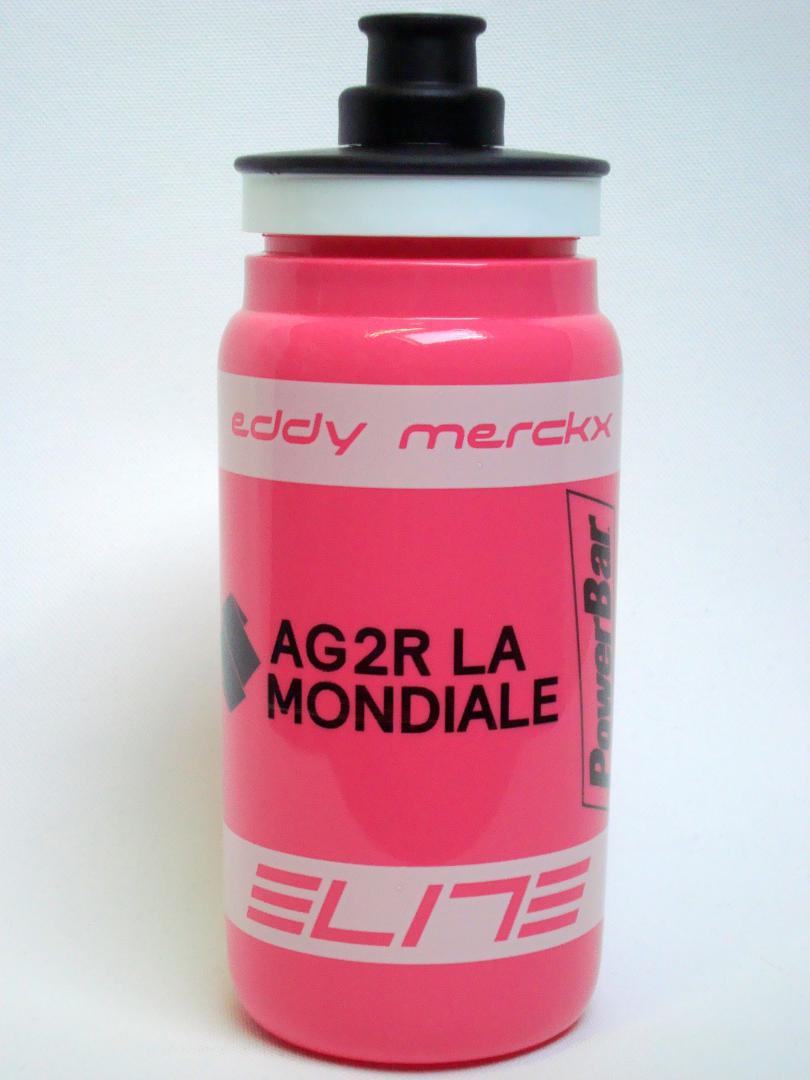 eddy merckx
AG2R LA
MONDIALE
PowerBar
ELITE